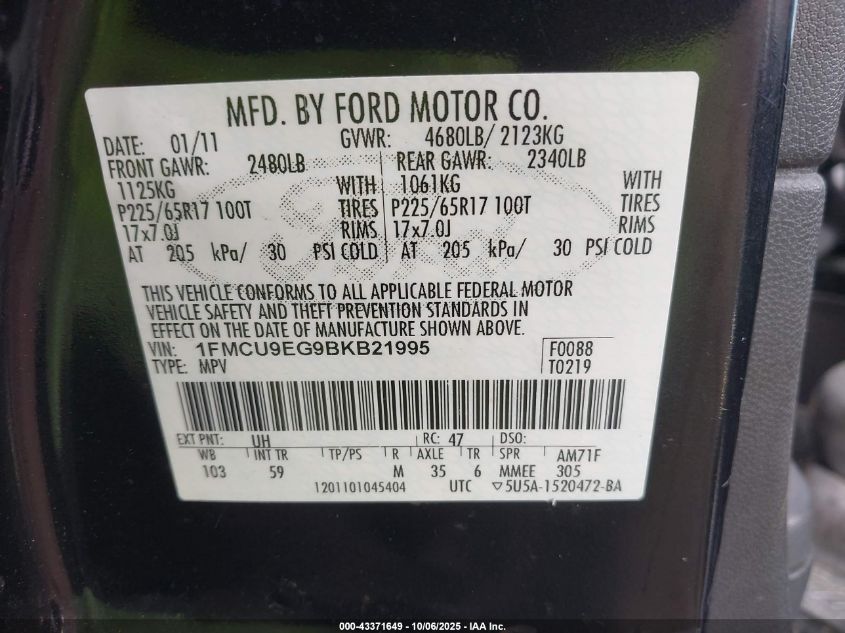 MFD. BY FORD MOTOR CO.
DATE: 01/11 GVWR: 4680LB/ 2123KG
FRONT GAWR: 2480LB REAR GAWR: 2340LB
1125KG WITH 1061KG WITH
P225/65R17 100T TIRES P225/65R17 100T TIRES
17x7.0J RIMS 17x7.0J RIMS
AT 205 kPa/ 30 PSI COLD AT 205 kPa/ 30 PSI COLD
THIS VEHICLE CONFORMS TO ALL APPLICABLE FEDERAL MOTOR
VEHICLE SAFETY AND THEFT PREVENTION STANDARDS IN
EFFECT ON THE DATE OF MANUFACTURE SHOWN ABOVE.
VIN: 1FMCU9EG9BKB21995 F0088
TYPE: MPV T0219
EXT PNT: UH RC: 47 DSO:
WB INT TR TP/PS R AXLE TR SPR AM71F
103 59 M 35 6 MMEE 305
1201101045404 UTC ▽5U5A-1520472-BA
000-43371649 | 10/06/2025 - IAA Inc.